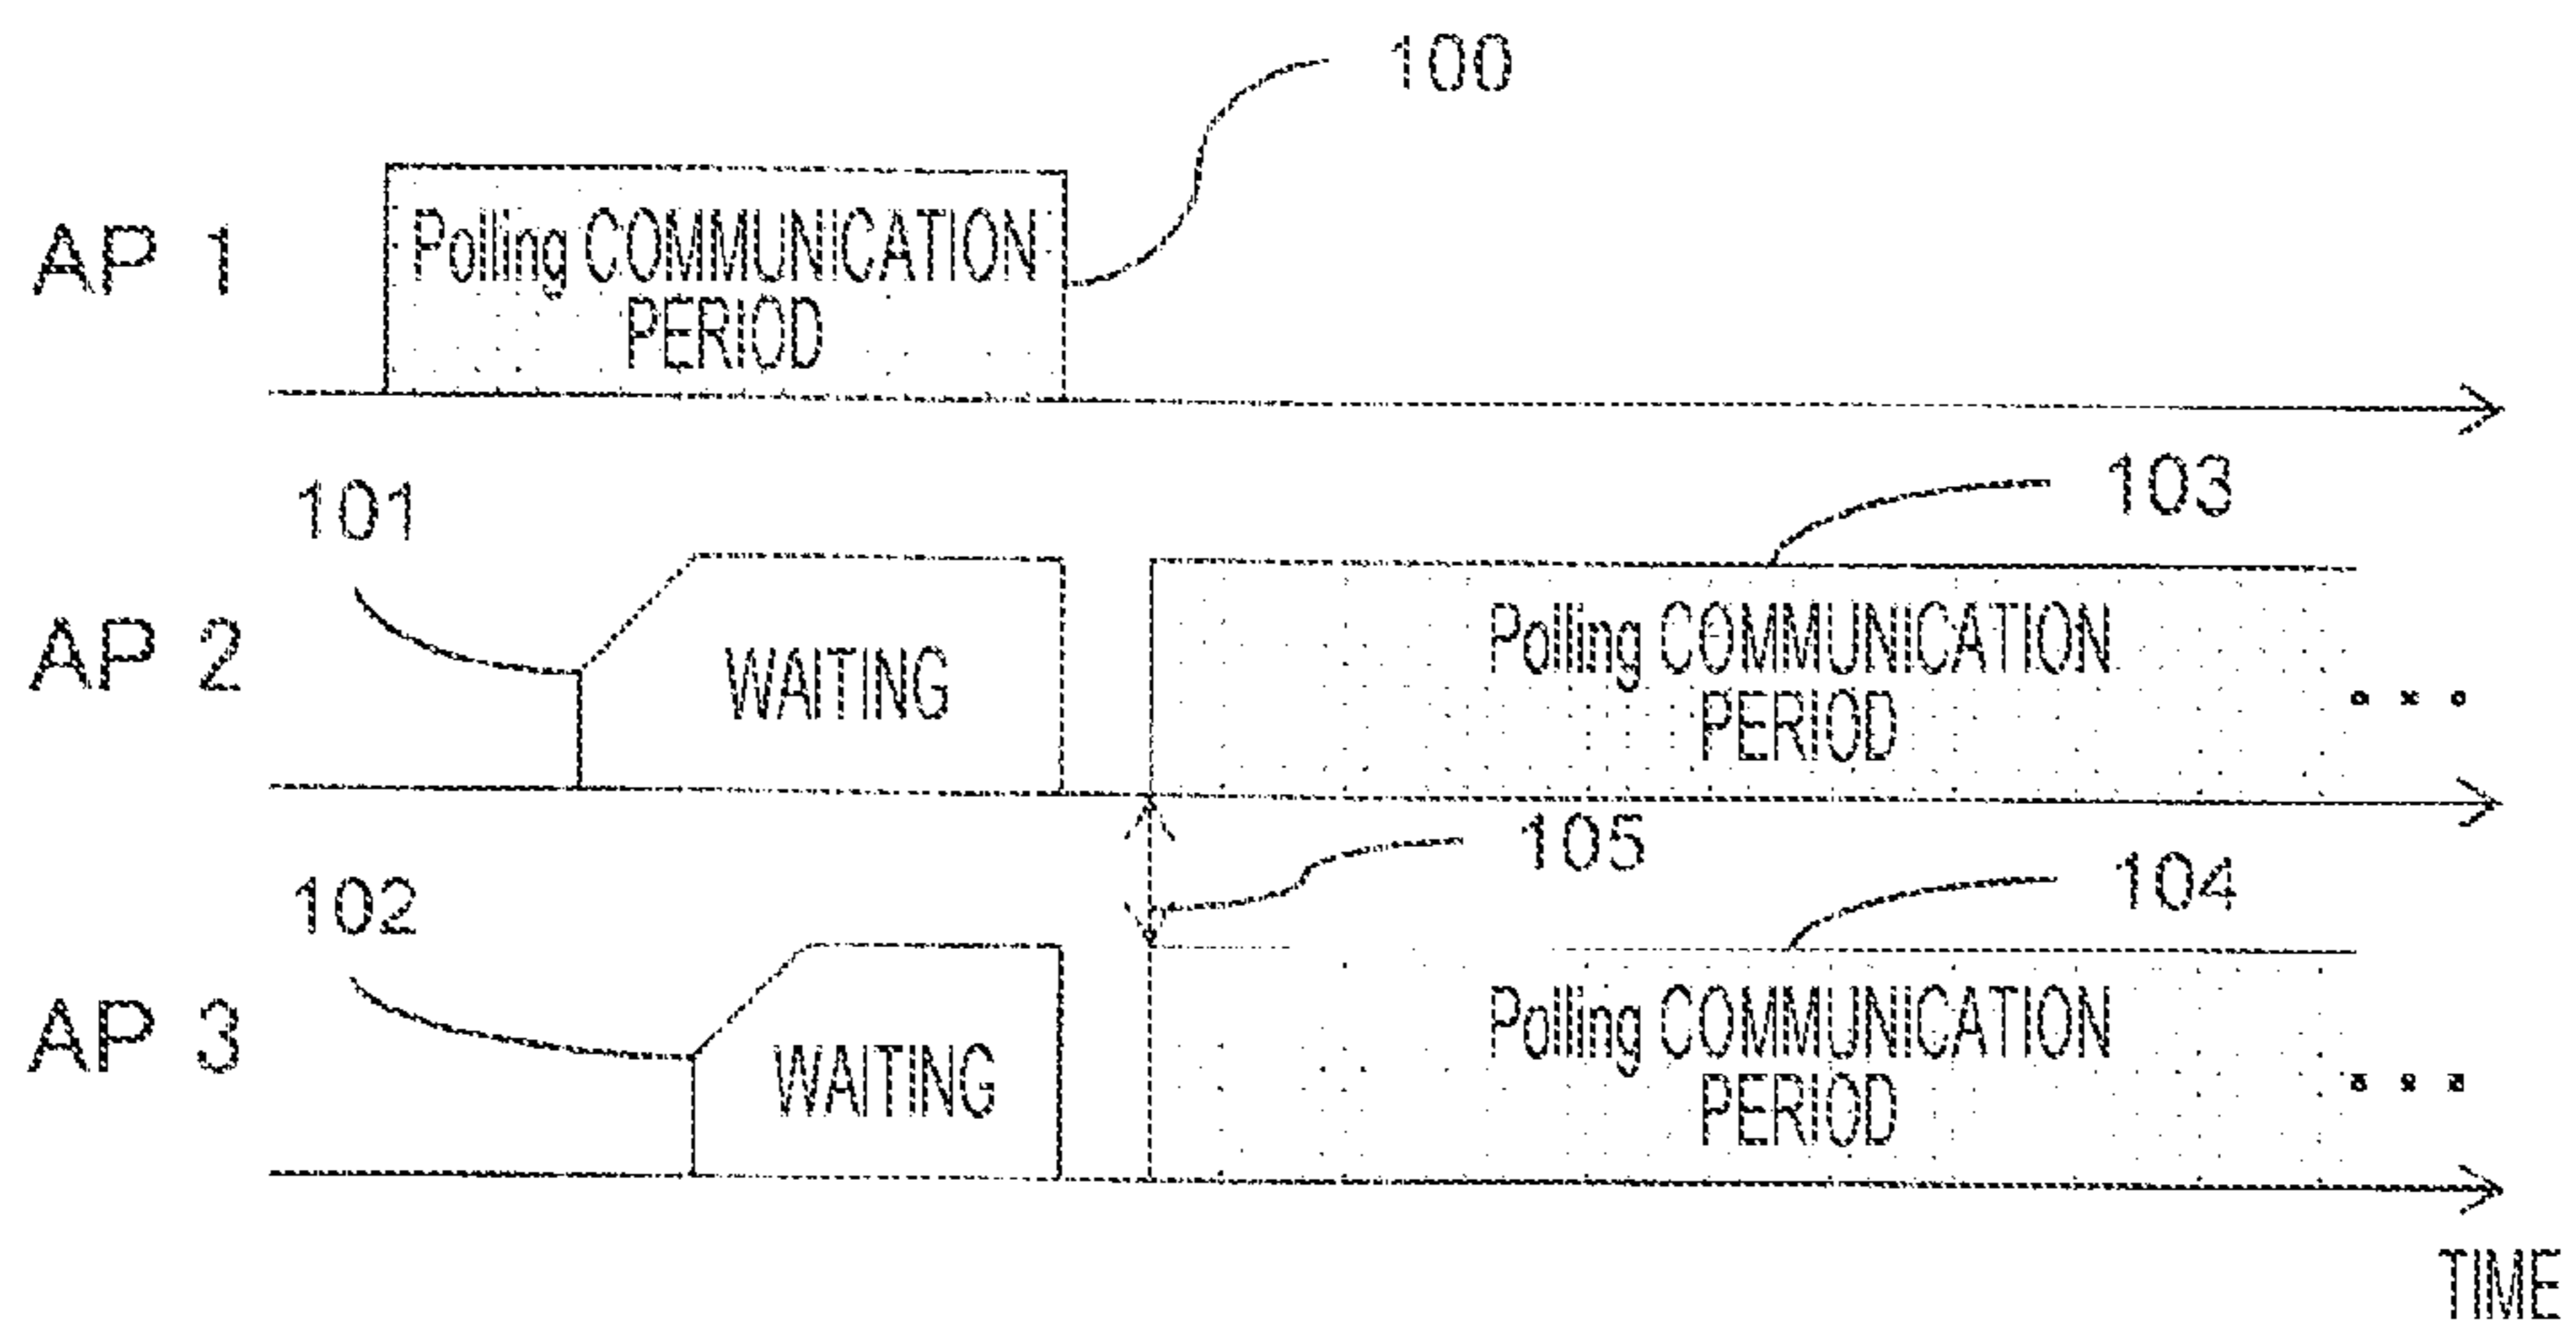 100
AP 1
Polling COMMUNICATION
PERIOD
101
103
AP 2
WAITING
Polling COMMUNICATION
PERIOD
105
102
104
AP 3
WAITING
Polling COMMUNICATION
PERIOD
TIME